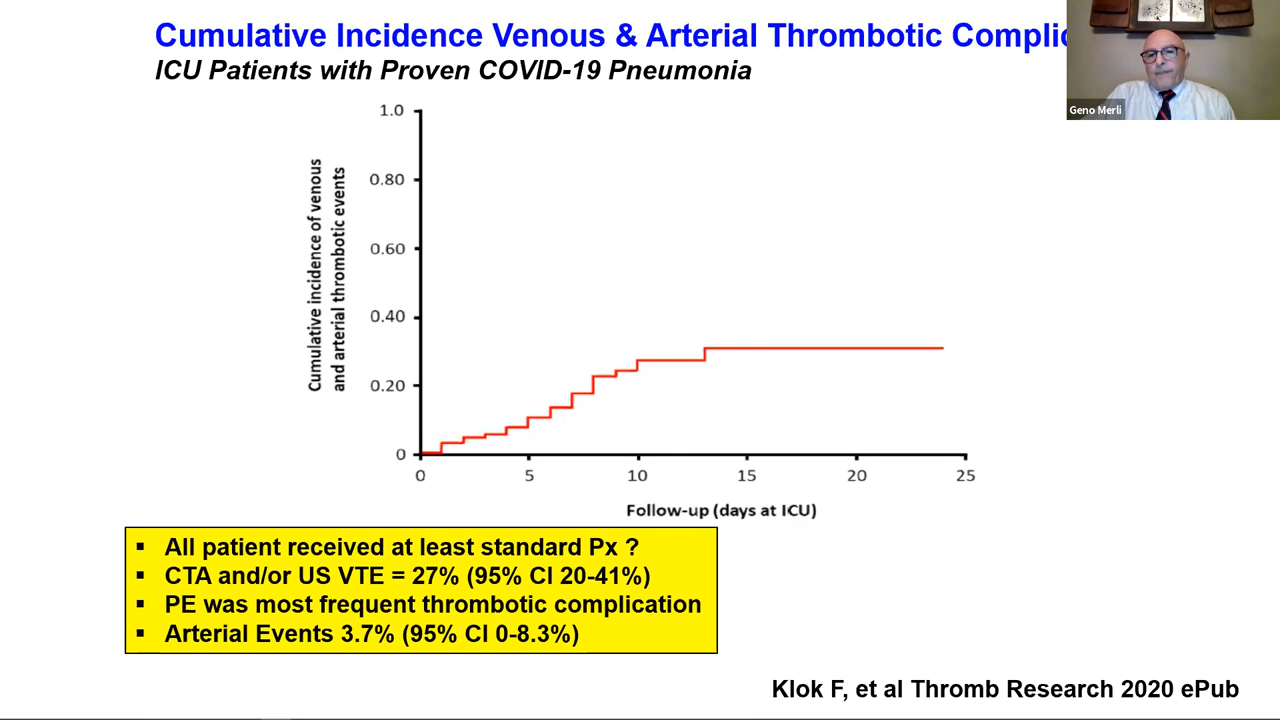 Cumulative Incidence Venous & Arterial Thrombotic
ICU Patients with Proven COVID-19 Pneumonia
Geno Merli
Cumulative incidence of venous
and arterial thrombotic events
1.0
0.80
0.60
0.40
0.20
0
0 5 10 15 20 25
Follow-up (days at ICU)
▪ All patient received at least standard Px ?
▪ CTA and/or US VTE = 27% (95% CI 20-41%)
▪ PE was most frequent thrombotic complication
▪ Arterial Events 3.7% (95% CI 0-8.3%)
Klok F, et al Thromb Research 2020 ePub